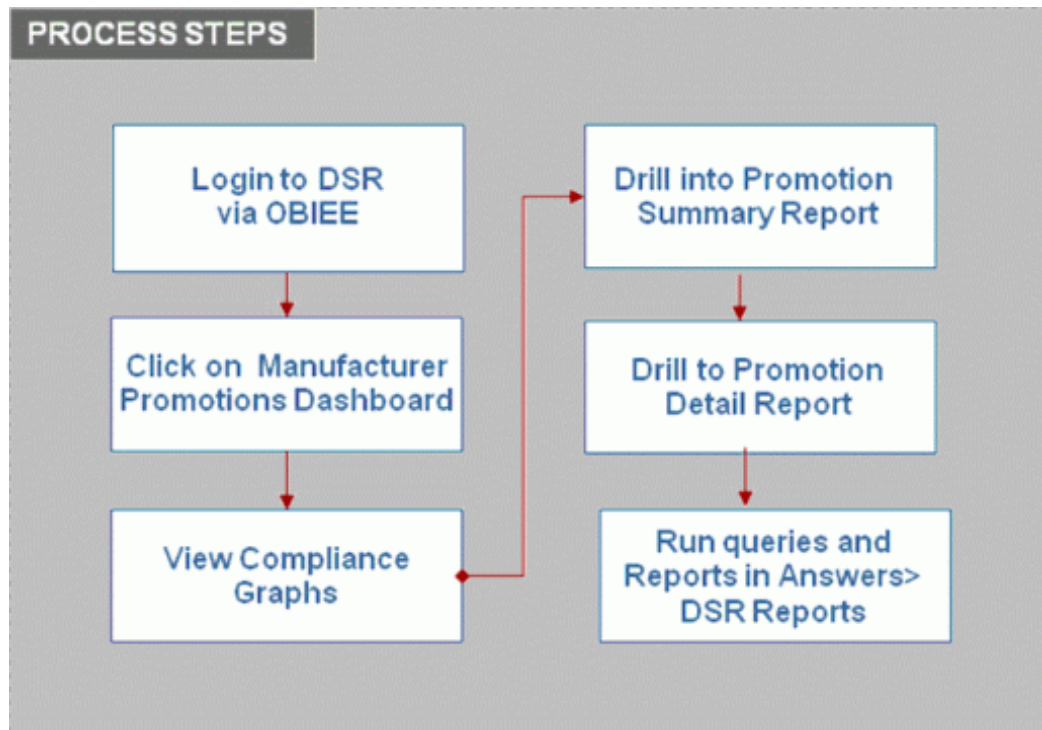 PROCESS STEPS
Login to DSR
via OBIEE
Click on Manufacturer
Promotions Dashboard
View Compliance
Graphs
Drill into Promotion
Summary Report
Drill to Promotion
Detail Report
Run queries and
Reports in Answers>
DSR Reports